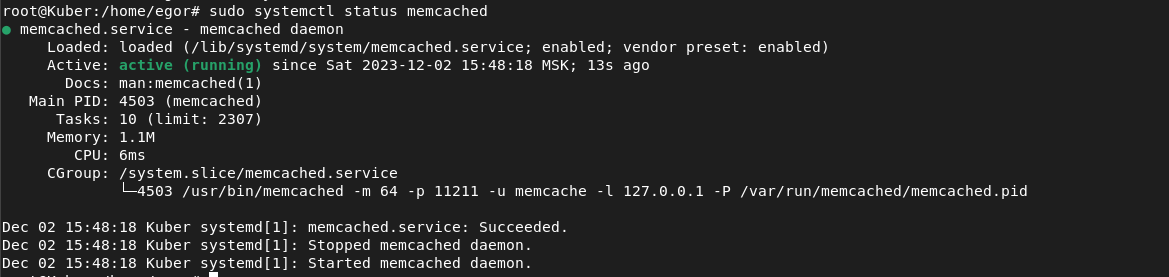 root@Kuber:/home/egor# sudo systemctl status memcached
● memcached.service - memcached daemon
     Loaded: loaded (/lib/systemd/system/memcached.service; enabled; vendor preset: enabled)
     Active: active (running) since Sat 2023-12-02 15:48:18 MSK; 13s ago
       Docs: man:memcached(1)
   Main PID: 4503 (memcached)
      Tasks: 10 (limit: 2307)
     Memory: 1.1M
        CPU: 6ms
     CGroup: /system.slice/memcached.service
             └─4503 /usr/bin/memcached -m 64 -p 11211 -u memcache -l 127.0.0.1 -P /var/run/memcached/memcached.pid
Dec 02 15:48:18 Kuber systemd[1]: memcached.service: Succeeded.
Dec 02 15:48:18 Kuber systemd[1]: Stopped memcached daemon.
Dec 02 15:48:18 Kuber systemd[1]: Started memcached daemon.